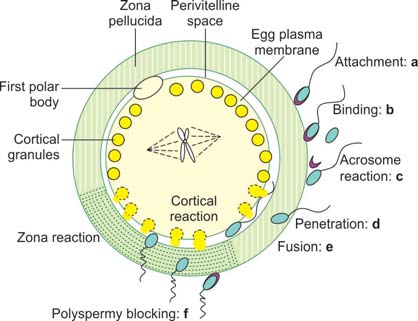 Zona
pellucida
Perivitelline
space
Egg plasma
membrane
Attachment: a
First polar
body
Binding: b
Cortical
granules
Acrosome
reaction: c
Cortical
reaction
Penetration: d
Zona reaction
Fusion: e
Polyspermy blocking: f